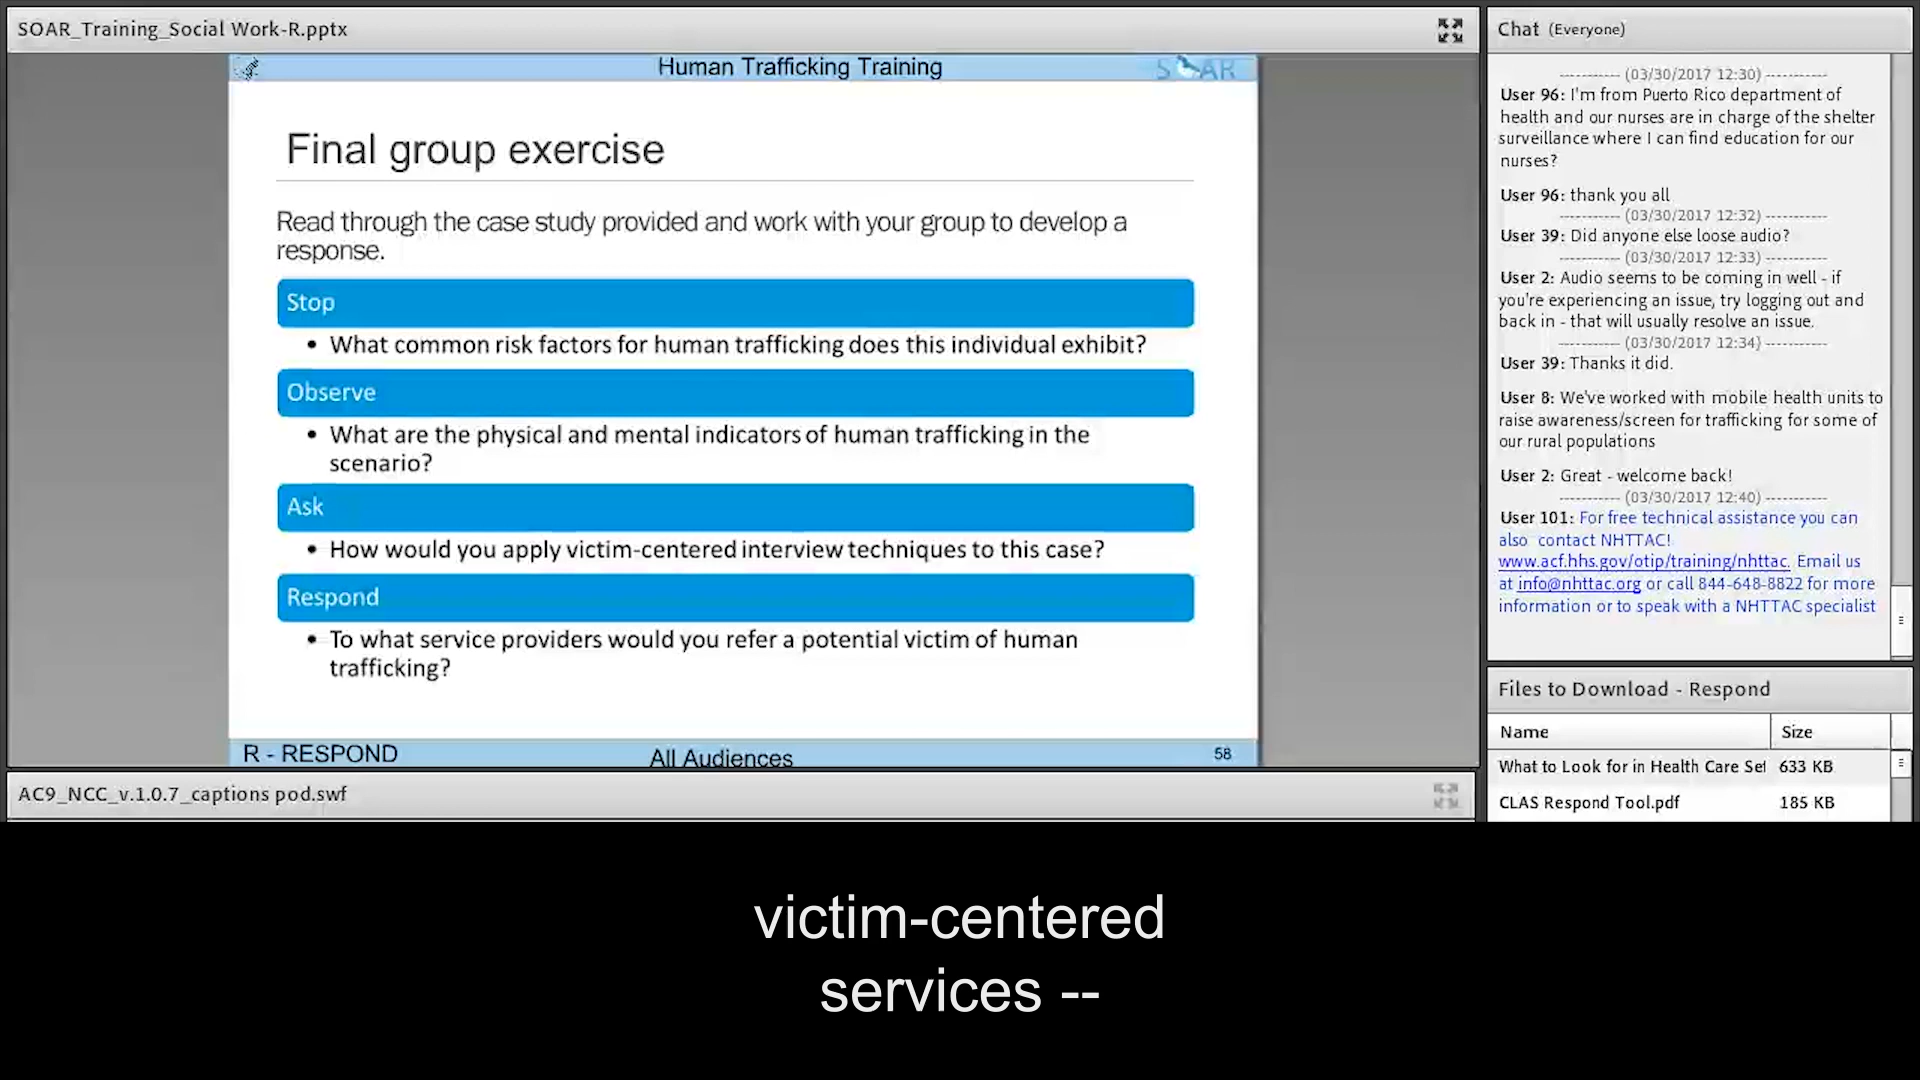 SOAR_Training_Social Work-R.pptx
Human Trafficking Training
SOAR
Final group exercise
Read through the case study provided and work with your group to develop a
response.
Stop
• What common risk factors for human trafficking does this individual exhibit?
Observe
• What are the physical and mental indicators of human trafficking in the
scenario?
Ask
• How would you apply victim-centered interview techniques to this case?
Respond
• To what service providers would you refer a potential victim of human
trafficking?
R - RESPOND
All Audiences
58
AC9_NCC_v.1.0.7_captions pod.swf
victim-centered
services --
Chat (Everyone)
----------- (03/30/2017 12:30) -----------
User 96: I'm from Puerto Rico department of
health and our nurses are in charge of the shelter
surveillance where I can find education for our
nurses?
User 96: thank you all
----------- (03/30/2017 12:32) -----------
User 39: Did anyone else loose audio?
----------- (03/30/2017 12:33) -----------
User 2: Audio seems to be coming in well - if
you're experiencing an issue, try logging out and
back in - that will usually resolve an issue.
----------- (03/30/2017 12:34) -----------
User 39: Thanks it did.
User 8: We've worked with mobile health units to
raise awareness/screen for trafficking for some of
our rural populations
User 2: Great - welcome back!
----------- (03/30/2017 12:40) -----------
User 101: For free technical assistance you can
also contact NHTTAC!
www.acf.hhs.gov/otip/training/nhttac. Email us
at info@nhttac.org or call 844-648-8822 for more
information or to speak with a NHTTAC specialist
Files to Download - Respond
Name Size
What to Look for in Health Care Set 633 KB
CLAS Respond Tool.pdf 185 KB